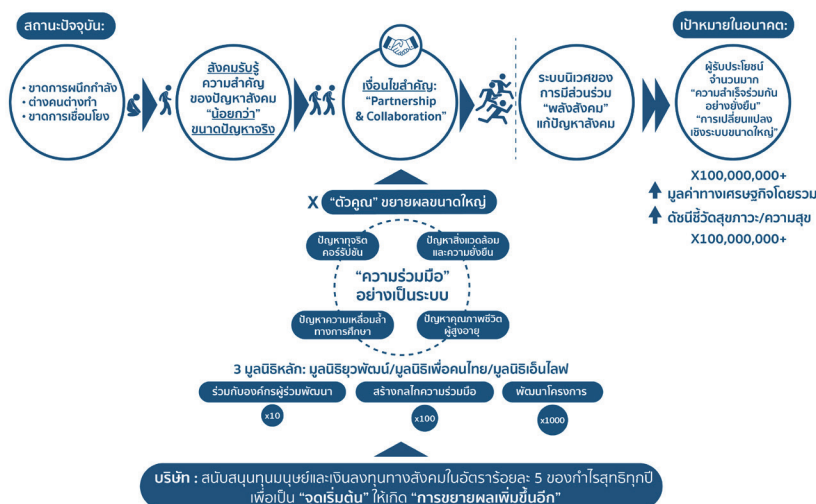 สถานะปัจจุบัน:
• ขาดการผนึกกำลัง
• ต่างคนต่างทำ
• ขาดการเชื่อมโยง
สังคมรับรู้
ความสำคัญ
ของปัญหาสังคม
“น้อยกว่า”
ขนาดปัญหาจริง
เงื่อนไขสำคัญ:
“Partnership
& Collaboration”
ระบบนิเวศของ
การมีส่วนร่วม
“พลังสังคม”
แก้ปัญหาสังคม
เป้าหมายในอนาคต:
ผู้รับประโยชน์
จำนวนมาก
“ความสำเร็จร่วมกัน
อย่างยั่งยืน”
“การเปลี่ยนแปลง
เชิงระบบขนาดใหญ่”
X100,000,000+
มูลค่าทางเศรษฐกิจโดยรวม
ดัชนีชี้วัดสุขภาวะ/ความสุข
X100,000,000+
X “ตัวคูณ” ขยายผลขนาดใหญ่
ปัญหาทุจริต
คอร์รัปชัน
ปัญหาสิ่งแวดล้อม
และความยั่งยืน
“ความร่วมมือ”
อย่างเป็นระบบ
ปัญหาความเหลื่อมล้ำ
ทางการศึกษา
ปัญหาคุณภาพชีวิต
ผู้สูงอายุ
3 มูลนิธิหลัก: มูลนิธิยุวพัฒน์/มูลนิธิเพื่อคนไทย/มูลนิธิเอ็นไลฟ
ร่วมกับองค์กรผู้ร่วมพัฒนา
สร้างกลไกความร่วมมือ
พัฒนาโครงการ
x10
x100
x1000
บริษัท : สนับสนุนทุนมนุษย์และเงินลงทุนทางสังคมในอัตราร้อยละ 5 ของกำไรสุทธิทุกปี
เพื่อเป็น “จุดเริ่มต้น” ให้เกิด “การขยายผลเพิ่มขึ้นอีก”